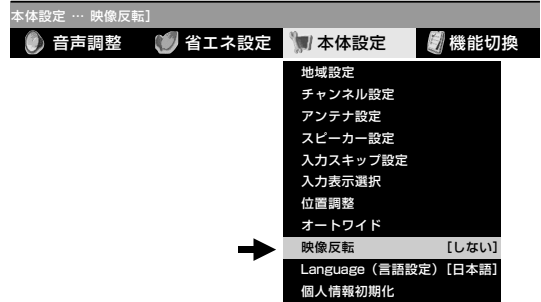 本体設定 … 映像反転]
音声調整 省エネ設定 本体設定 機能切換
地域設定
チャンネル設定
アンテナ設定
スピーカー設定
入力スキップ設定
入力表示選択
位置調整
オートワイド
映像反転 [しない]
Language（言語設定）[日本語]
個人情報初期化